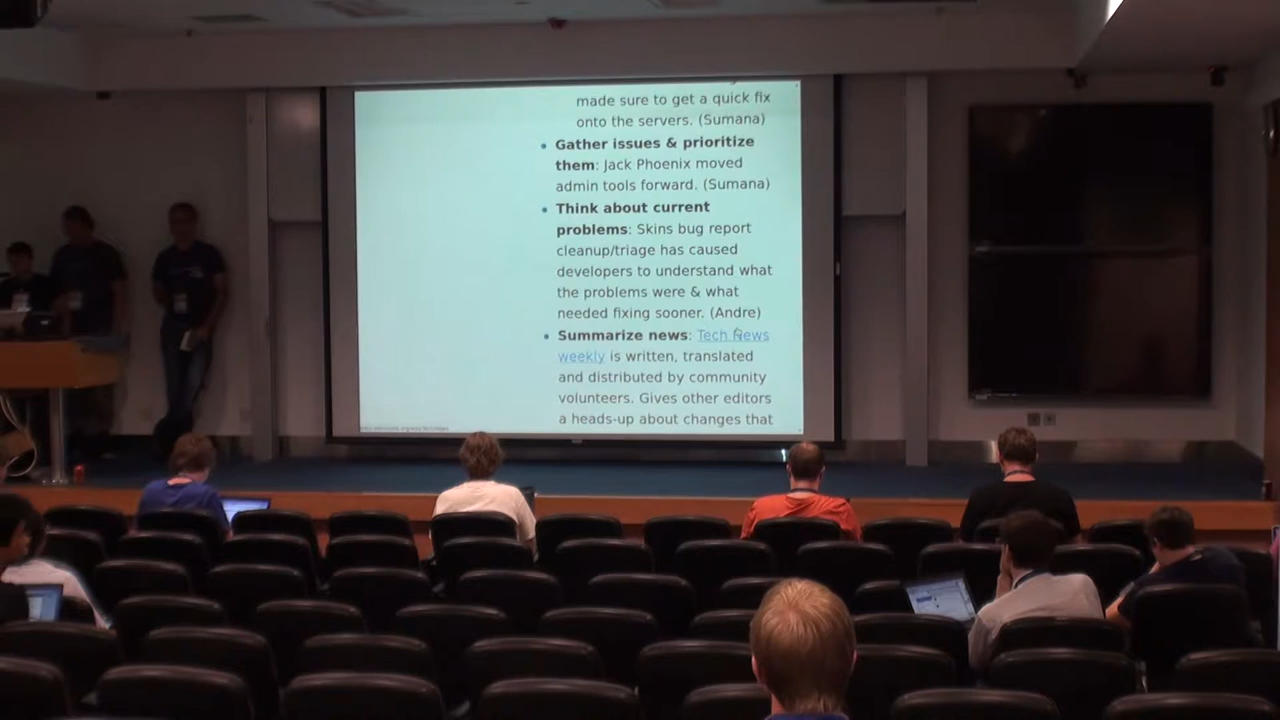 made sure to get a quick fix
onto the servers. (Sumana)
Gather issues & prioritize
them: Jack Phoenix moved
admin tools forward. (Sumana)
Think about current
problems: Skins bug report
cleanup/triage has caused
developers to understand what
the problems were & what
needed fixing sooner. (Andre)
Summarize news: Tech News
weekly is written, translated
and distributed by community
volunteers. Gives other editors
a heads-up about changes that